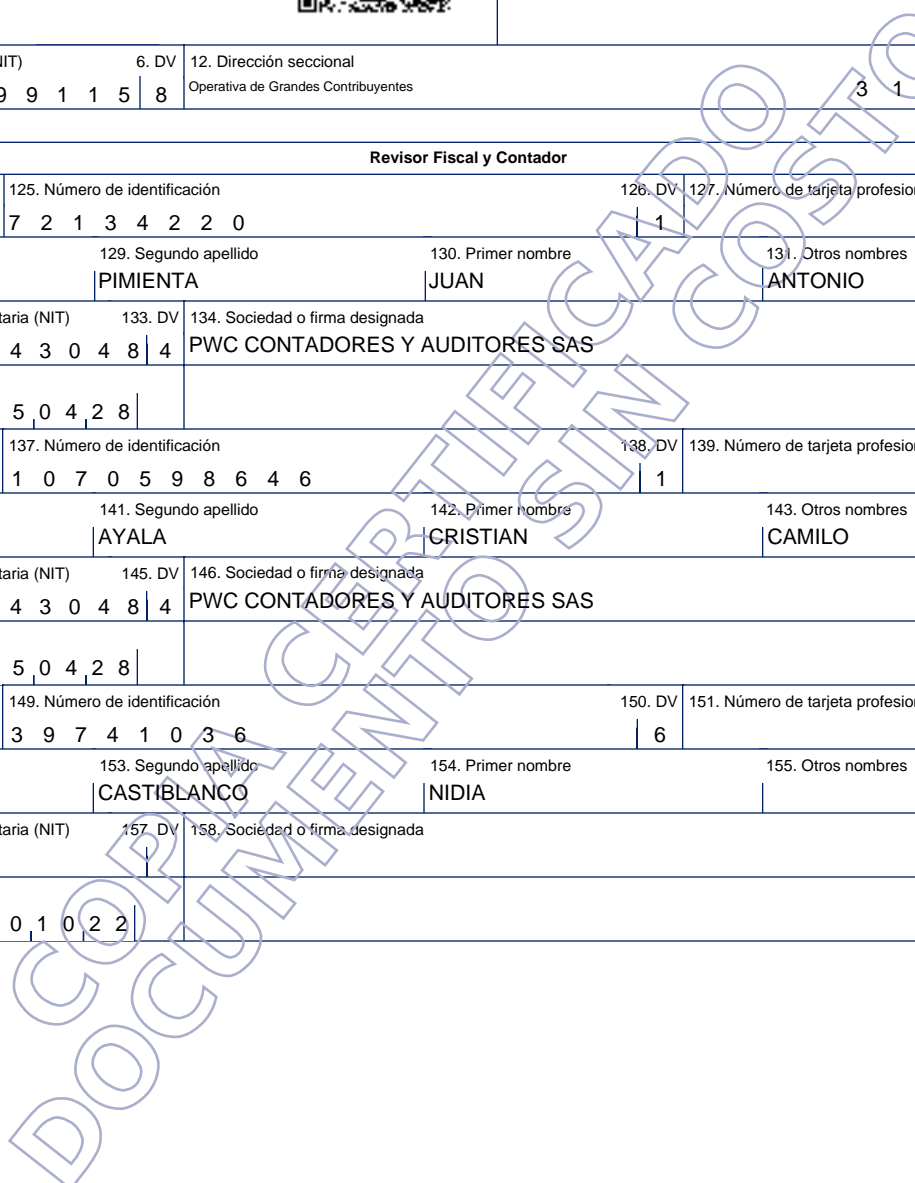 NIT) 6. DV 12. Dirección seccional
9 9 1 1 5 8 Operativa de Grandes Contribuyentes 3 1
Revisor Fiscal y Contador
125. Número de identificación 126. DV 127. Número de tarjeta profesion
7 2 1 3 4 2 2 0 1
129. Segundo apellido 130. Primer nombre 131. Otros nombres
PIMIENTA JUAN ANTONIO
taria (NIT) 133. DV 134. Sociedad o firma designada
4 3 0 4 8 4 PWC CONTADORES Y AUDITORES SAS
5 0 4 2 8
137. Número de identificación 138. DV 139. Número de tarjeta profesion
1 0 7 0 5 9 8 6 4 6 1
141. Segundo apellido 142. Primer nombre 143. Otros nombres
AYALA CRISTIAN CAMILO
taria (NIT) 145. DV 146. Sociedad o firma designada
4 3 0 4 8 4 PWC CONTADORES Y AUDITORES SAS
5 0 4 2 8
149. Número de identificación 150. DV 151. Número de tarjeta profesion
3 9 7 4 1 0 3 6 6
153. Segundo apellido 154. Primer nombre 155. Otros nombres
CASTIBLANCO NIDIA
taria (NIT) 157. DV 158. Sociedad o firma designada
0 1 0 2 2
COPIA CERTIFICADO
DOCUMENTO SIN COSTO